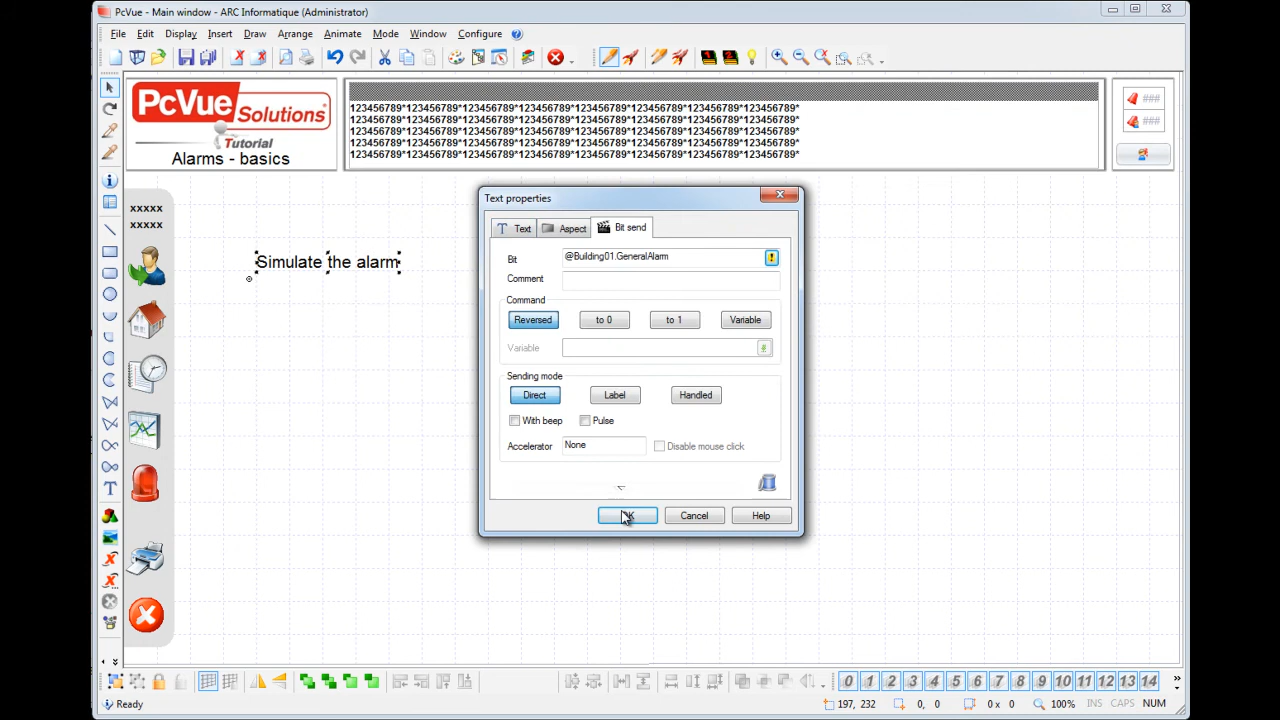 PcVue - Main window - ARC Informatique (Administrator)
File Edit Display Insert Draw Arrange Animate Mode Window Configure
PcVue Solutions
Tutorial
Alarms - basics
123456789*123456789*123456789*123456789*123456789*123456789*123456789*123456789*
123456789*123456789*123456789*123456789*123456789*123456789*123456789*123456789*
123456789*123456789*123456789*123456789*123456789*123456789*123456789*123456789*
123456789*123456789*123456789*123456789*123456789*123456789*123456789*123456789*
123456789*123456789*123456789*123456789*123456789*123456789*123456789*123456789*
###
###
xxxxx
xxxxx
Simulate the alarm
Text properties
Text Aspect Bit send
Bit @Building01.GeneralAlarm
Comment
Command
Reversed to 0 to 1 Variable
Variable
Sending mode
Direct Label Handled
With beep Pulse
Accelerator None Disable mouse click
Cancel Help
0 1 2 3 4 5 6 7 8 9 10 11 12 13 14
Ready 197, 232 0, 0 0 x 0 100% INS CAPS NUM